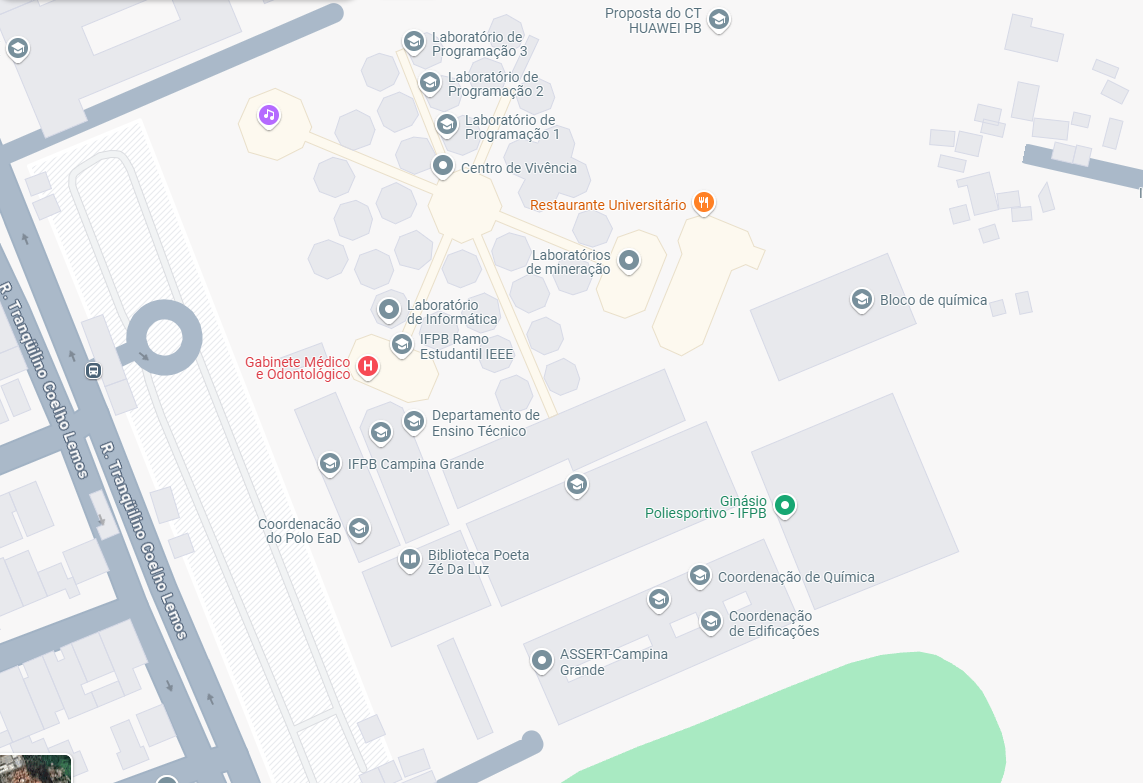 Proposta do CT
HUAWEI PB
Laboratório de
Programação 3
Laboratório de
Programação 2
Laboratório de
Programação 1
Centro de Vivência
Restaurante Universitário
Laboratórios
de mineração
Bloco de química
Laboratório
de Informática
IFPB Ramo
Estudantil IEEE
Gabinete Médico
e Odontológico
H
R. Tranqüilino Coelho Lemos
Departamento de
Ensino Técnico
IFPB Campina Grande
R. Tranqüilino Coelho Lemos
Ginásio
Poliesportivo - IFPB
Coordenacão
do Polo EaD
Biblioteca Poeta
Zé Da Luz
Coordenação de Química
Coordenação
de Edificações
ASSERT-Campina
Grande